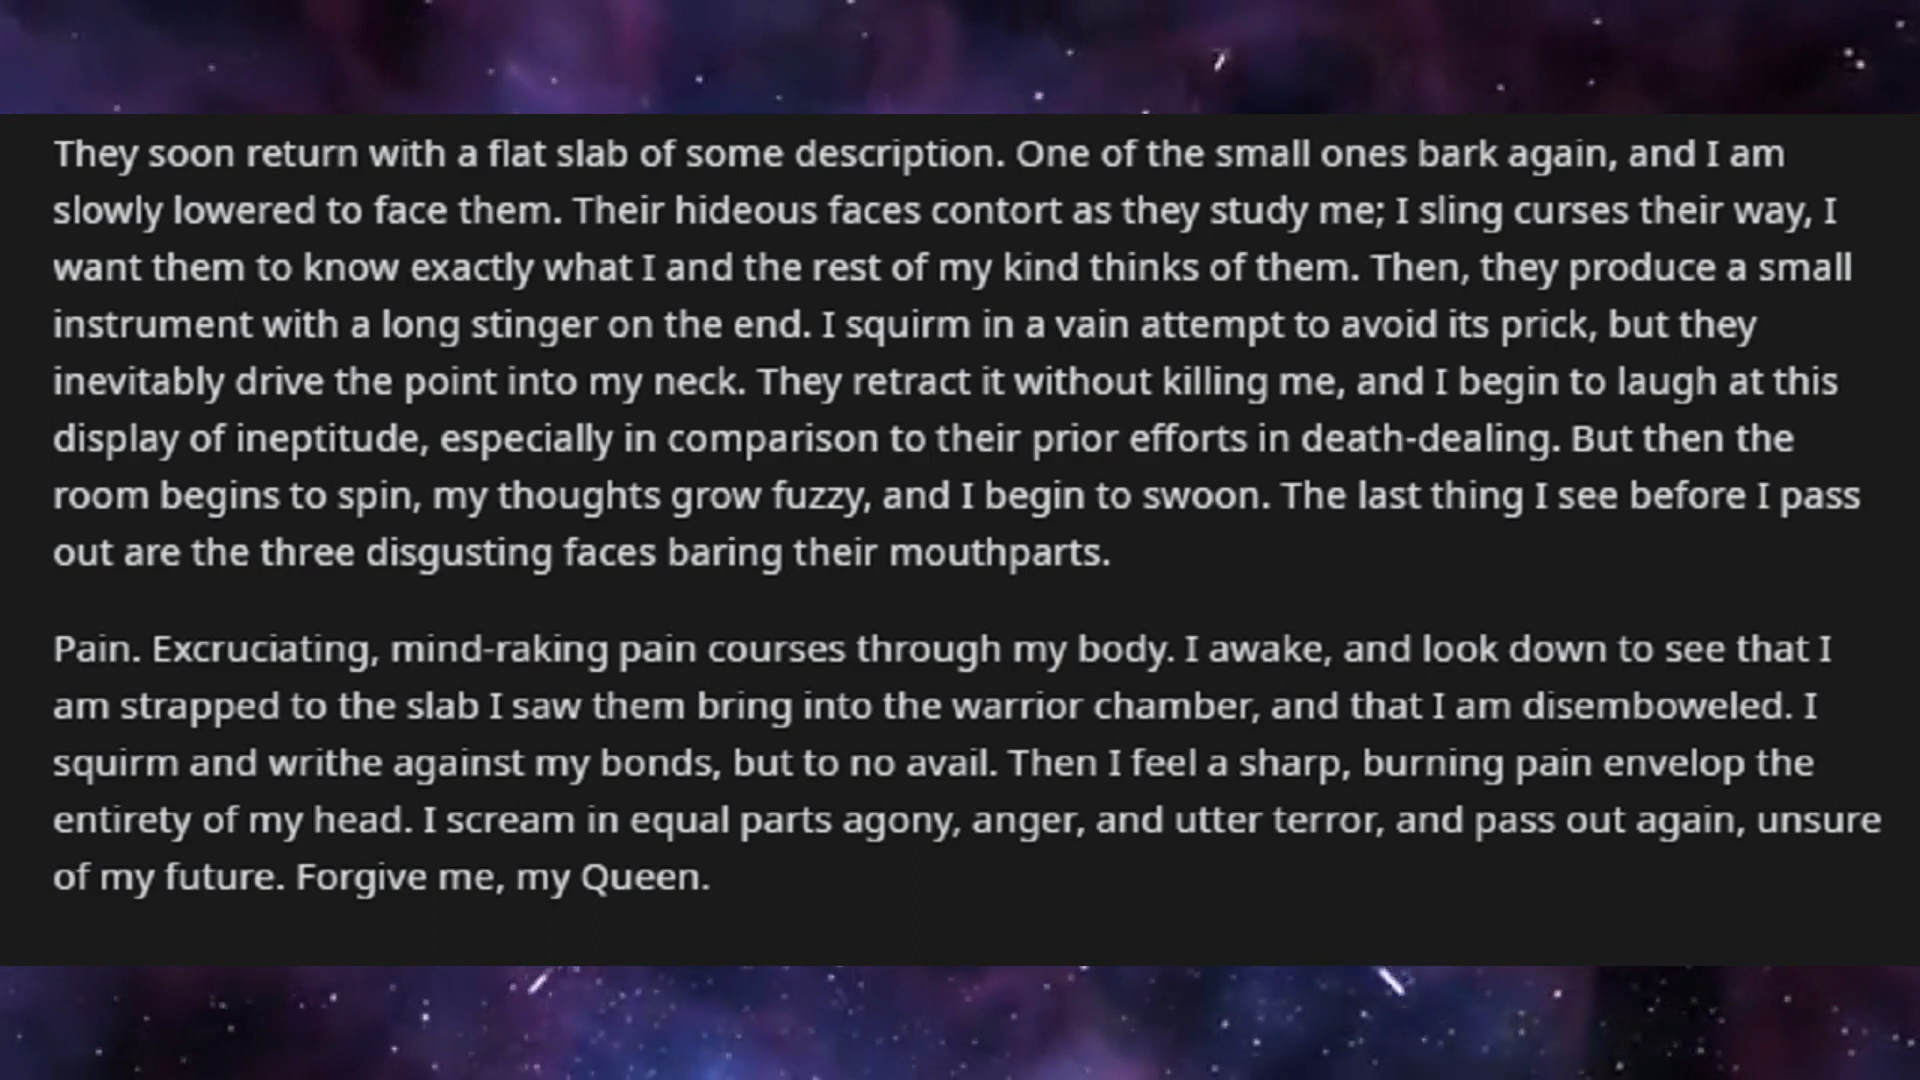 They soon return with a flat slab of some description. One of the small ones bark again, and I am
slowly lowered to face them. Their hideous faces contort as they study me; I sling curses their way, I
want them to know exactly what I and the rest of my kind thinks of them. Then, they produce a small
instrument with a long stinger on the end. I squirm in a vain attempt to avoid its prick, but they
inevitably drive the point into my neck. They retract it without killing me, and I begin to laugh at this
display of ineptitude, especially in comparison to their prior efforts in death-dealing. But then the
room begins to spin, my thoughts grow fuzzy, and I begin to swoon. The last thing I see before I pass
out are the three disgusting faces baring their mouthparts.
Pain. Excruciating, mind-raking pain courses through my body. I awake, and look down to see that I
am strapped to the slab I saw them bring into the warrior chamber, and that I am disemboweled. I
squirm and writhe against my bonds, but to no avail. Then I feel a sharp, burning pain envelop the
entirety of my head. I scream in equal parts agony, anger, and utter terror, and pass out again, unsure
of my future. Forgive me, my Queen.